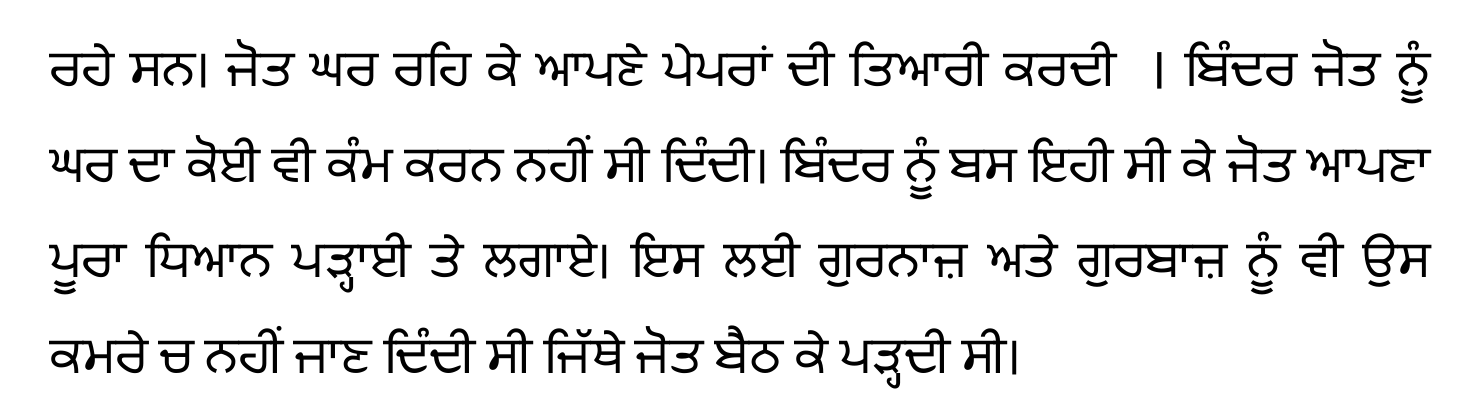 ਰਹੇ ਸਨ। ਜੋਤ ਘਰ ਰਹਿ ਕੇ ਆਪਣੇ ਪੇਪਰਾਂ ਦੀ ਤਿਆਰੀ ਕਰਦੀ । ਬਿੰਦਰ ਜੋਤ ਨੂੰ
ਘਰ ਦਾ ਕੋਈ ਵੀ ਕੰਮ ਕਰਨ ਨਹੀਂ ਸੀ ਦਿੰਦੀ। ਬਿੰਦਰ ਨੂੰ ਬਸ ਇਹੀ ਸੀ ਕੇ ਜੋਤ ਆਪਣਾ
ਪੂਰਾ ਧਿਆਨ ਪੜ੍ਹਾਈ ਤੇ ਲਗਾਏ। ਇਸ ਲਈ ਗੁਰਨਾਜ਼ ਅਤੇ ਗੁਰਬਾਜ਼ ਨੂੰ ਵੀ ਉਸ
ਕਮਰੇ ਚ ਨਹੀਂ ਜਾਣ ਦਿੰਦੀ ਸੀ ਜਿੱਥੇ ਜੋਤ ਬੈਠ ਕੇ ਪੜ੍ਹਦੀ ਸੀ।